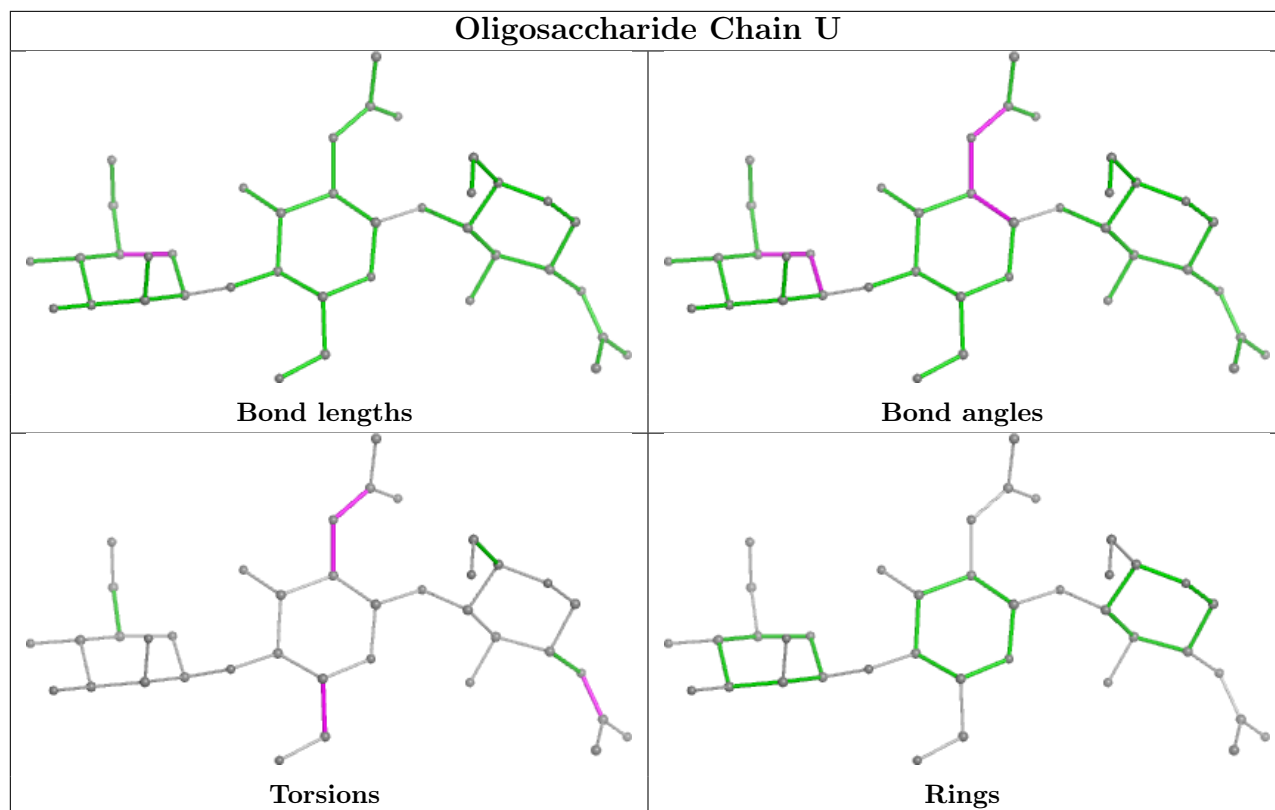 Oligosaccharide Chain U
Bond lengths
Bond angles
Torsions
Rings